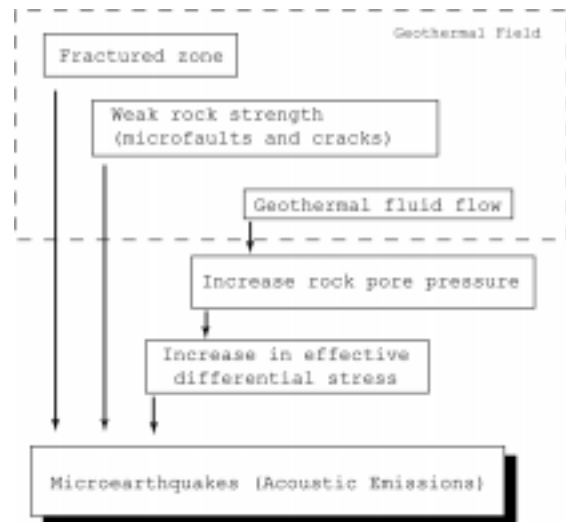 Geothermal Field
Fractured zone
Weak rock strength
(microfaults and cracks)
Geothermal fluid flow
Increase rock pore pressure
Increase in effective
differential stress
Microearthquakes (Acoustic Emissions)